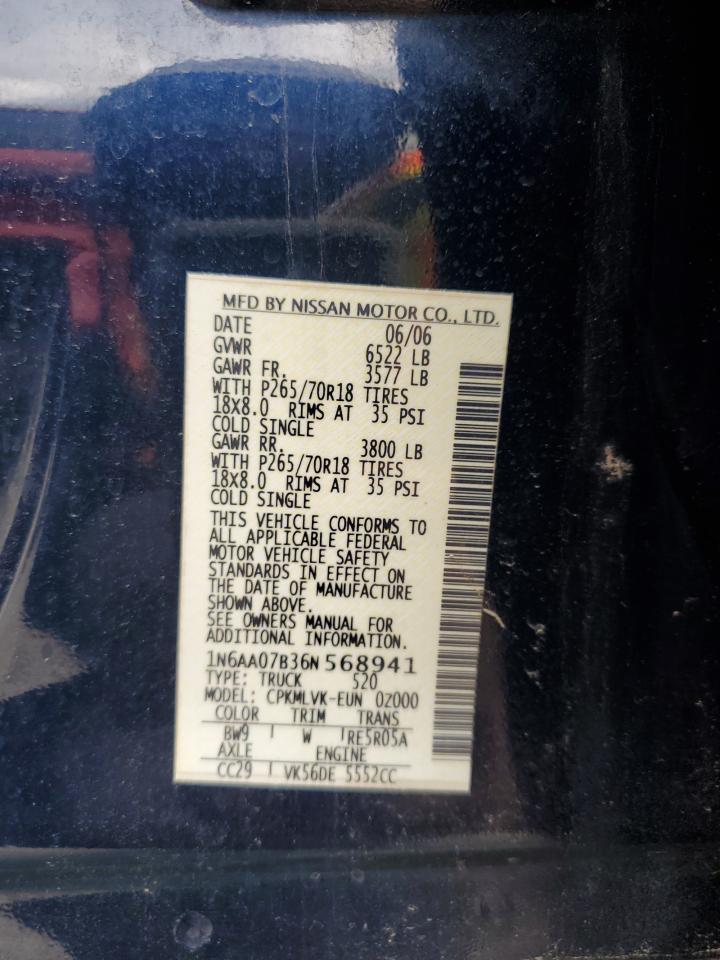 MFD BY NISSAN MOTOR CO., LTD.
DATE 06/06
GVWR 6522 LB
GAWR FR. 3577 LB
WITH P265/70R18 TIRES
18X8.0 RIMS AT 35 PSI
COLD SINGLE
GAWR RR. 3800 LB
WITH P265/70R18 TIRES
18X8.0 RIMS AT 35 PSI
COLD SINGLE
THIS VEHICLE CONFORMS TO
ALL APPLICABLE FEDERAL
MOTOR VEHICLE SAFETY
STANDARDS IN EFFECT ON
THE DATE OF MANUFACTURE
SHOWN ABOVE.
SEE OWNERS MANUAL FOR
ADDITIONAL INFORMATION.
1N6AA07B36N568941
TYPE: TRUCK 520
MODEL: CPKMLVK-EUN 0Z000
COLOR TRIM TRANS
BW9 W RE5R05A
AXLE ENGINE
CC29 VK56DE 5552CC